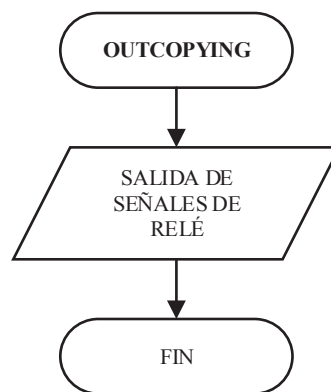 OUTCOPYING
SALIDA DE
SEÑALES DE
RELÉ
FIN